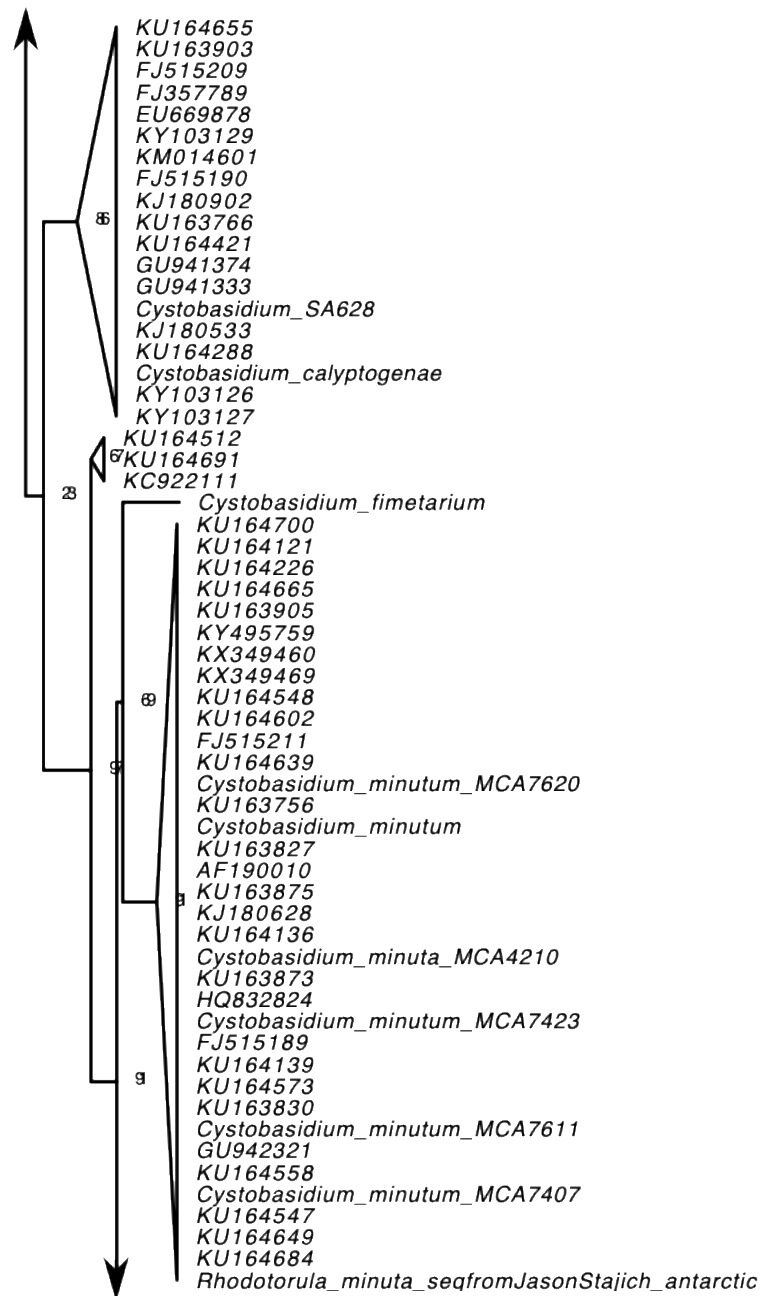 KU164655
KU163903
FJ515209
FJ357789
EU669878
KY103129
KM014601
FJ515190
KJ180902
KU163766
KU164421
GU941374
GU941333
Cystobasidium_SA628
KJ180533
KU164288
Cystobasidium_calyptogenae
KY103126
KY103127
KU164512
67 KU164691
KC922111
Cystobasidium_fimetarium
KU164700
KU164121
KU164226
KU164665
KU163905
KY495759
KX349460
KX349469
KU164548
69
KU164602
FJ515211
KU164639
Cystobasidium_minutum_MCA7620
KU163756
Cystobasidium_minutum
KU163827
AF190010
KU163875
KJ180628
KU164136
Cystobasidium_minuta_MCA4210
KU163873
HQ832824
Cystobasidium_minutum_MCA7423
FJ515189
KU164139
KU164573
KU163830
Cystobasidium_minutum_MCA7611
GU942321
KU164558
Cystobasidium_minutum_MCA7407
KU164547
KU164649
KU164684
Rhodotorula_minuta_seqfromJasonStajich_antarctic